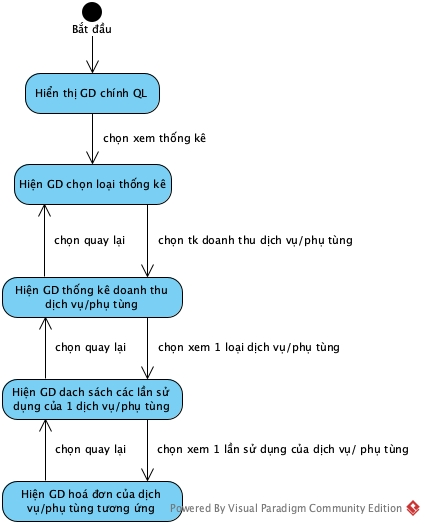 Bắt đầu
Hiển thị GD chính QL
chọn xem thống kê
Hiện GD chọn loại thống kê
chọn quay lại
chọn tk doanh thu dịch vụ/phụ tùng
Hiện GD thống kê doanh thu
dịch vụ/phụ tùng
chọn quay lại
chọn xem 1 loại dịch vụ/phụ tùng
Hiện GD dach sách các lần sử
dụng của 1 dịch vụ/phụ tùng
chọn quay lại
chọn xem 1 lần sử dụng của dịch vụ/ phụ tùng
Hiện GD hoá đơn của dịch
vụ/phụ tùng tương ứng
Powered By Visual Paradigm Community Edition